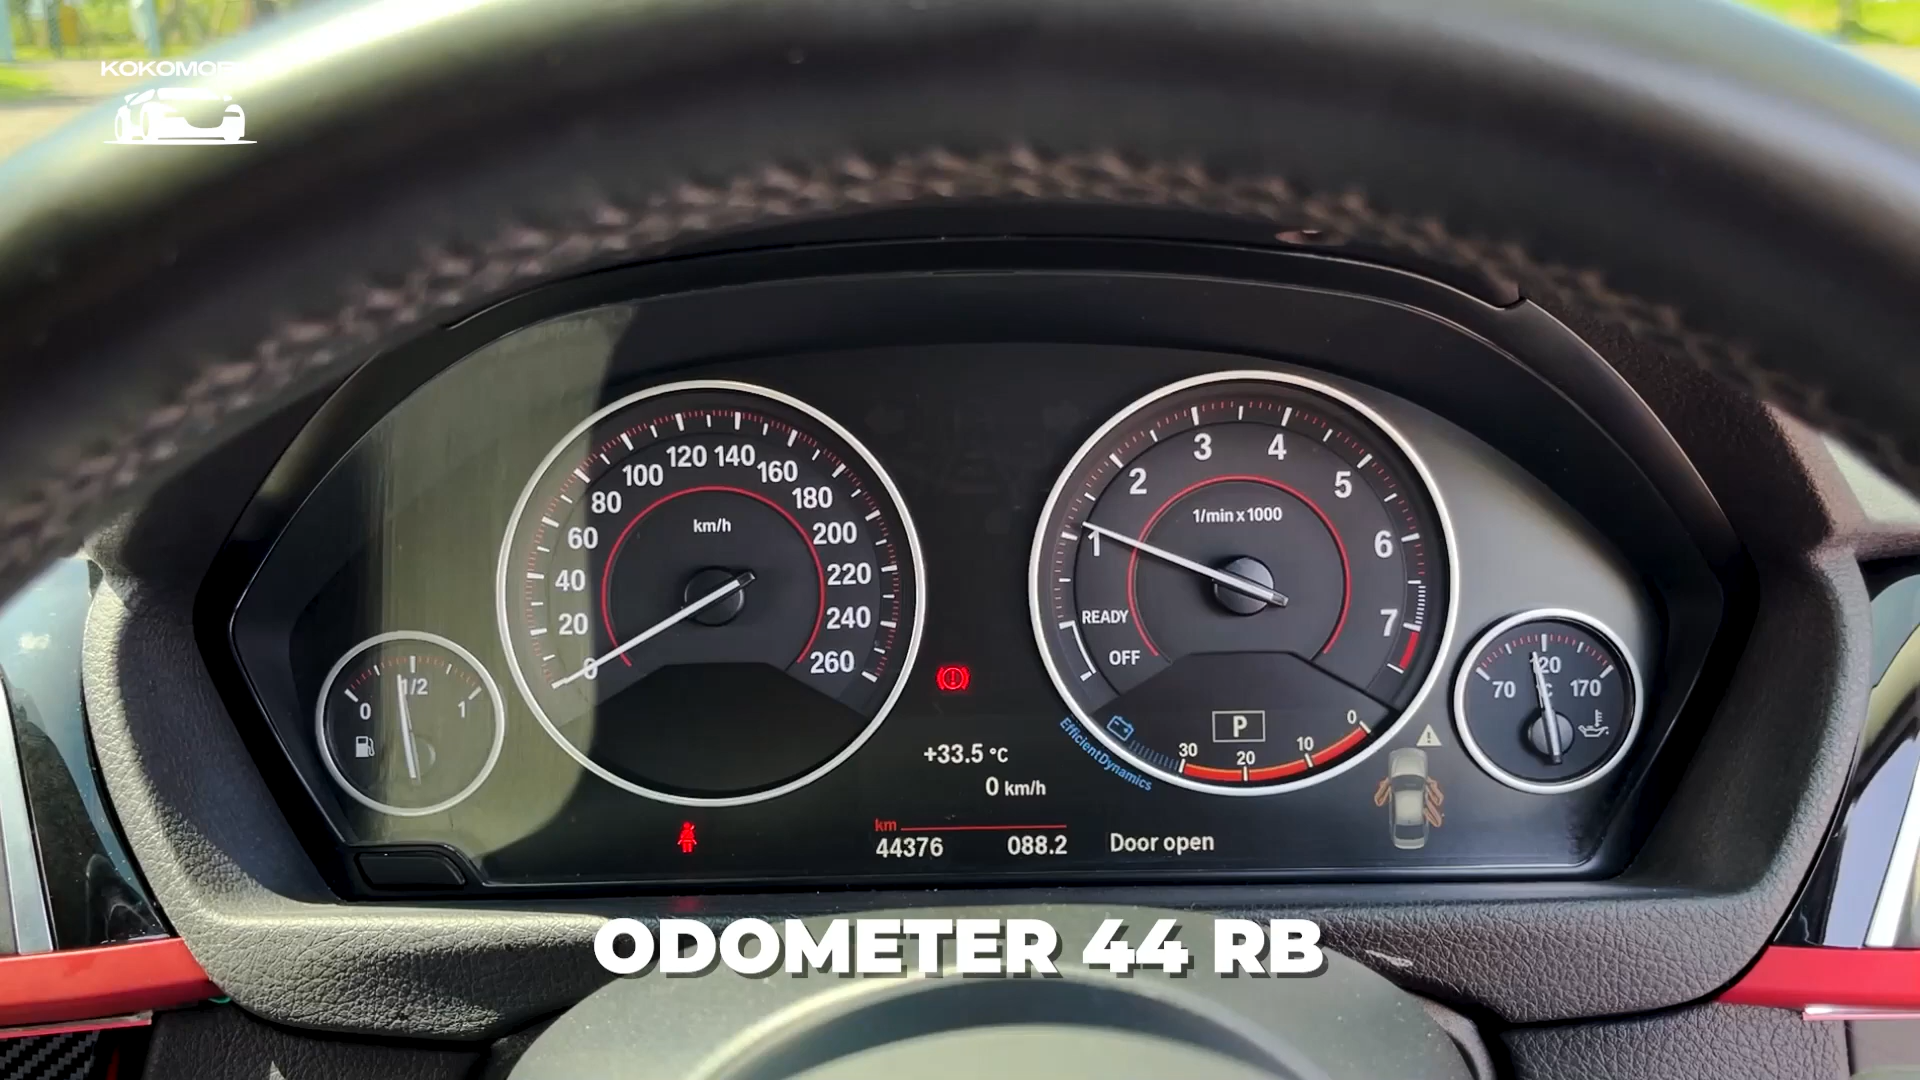 KOKOMOB
120 140
100 160
80 180
60 km/h 200
40 220
20 240
0 260
0 1/2 1
3 4
2 5
1/min x 1000
1 6
READY 7
OFF
P
30 20 10 0
EfficientDynamics
120
70 °C 170
+33.5 °C
0 km/h
km
44376 088.2 Door open
ODOMETER 44 RB